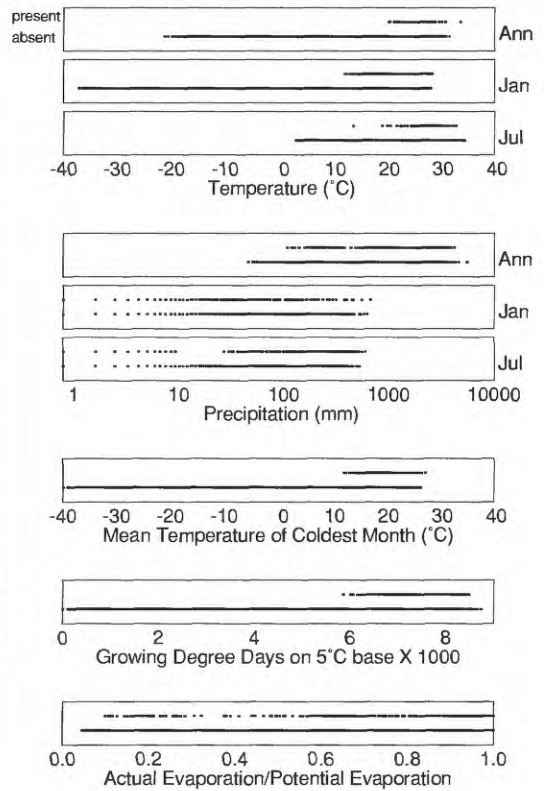 present
absent
Ann
Jan
Jul
-40 -30 -20 -10 0 10 20 30 40
Temperature (˚C)
Ann
Jan
Jul
1 10 100 1000 10000
Precipitation (mm)
-40 -30 -20 -10 0 10 20 30 40
Mean Temperature of Coldest Month (˚C)
0 2 4 6 8
Growing Degree Days on 5˚C base X 1000
0.0 0.2 0.4 0.6 0.8 1.0
Actual Evaporation/Potential Evaporation